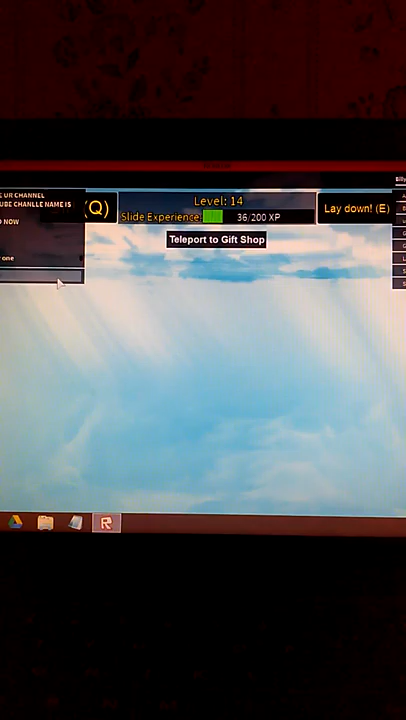 E UR CHANNEL
UBE CHANLLE NAME IS
D NOW
one
(Q)
Level: 14
Slide Experience:
36/200 XP
Lay down! (E)
Teleport to Gift Shop